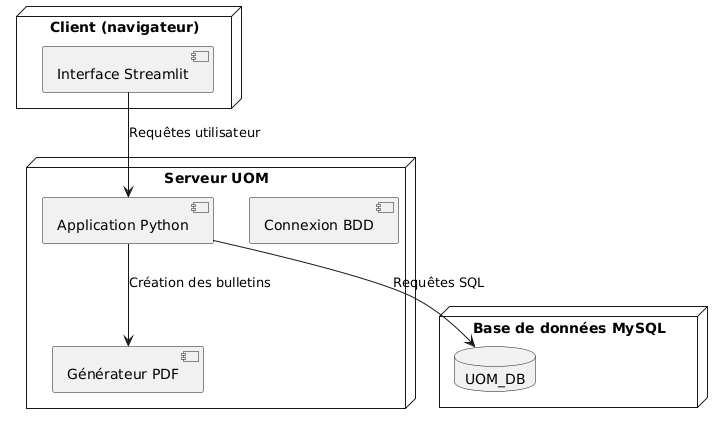 Client (navigateur)
Interface Streamlit
Requêtes utilisateur
Serveur UOM
Application Python
Connexion BDD
Création des bulletins
Requêtes SQL
Base de données MySQL
Générateur PDF
UOM_DB